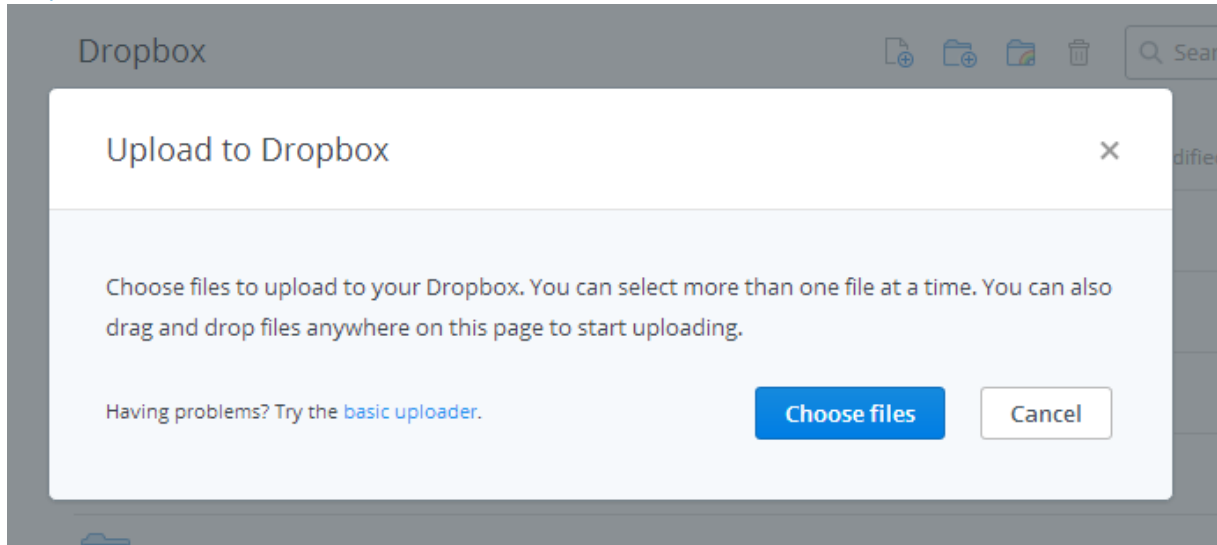 Dropbox
Sear
Upload to Dropbox
difie
Choose files to upload to your Dropbox. You can select more than one file at a time. You can also
drag and drop files anywhere on this page to start uploading.
Having problems? Try the basic uploader.
Choose files
Cancel